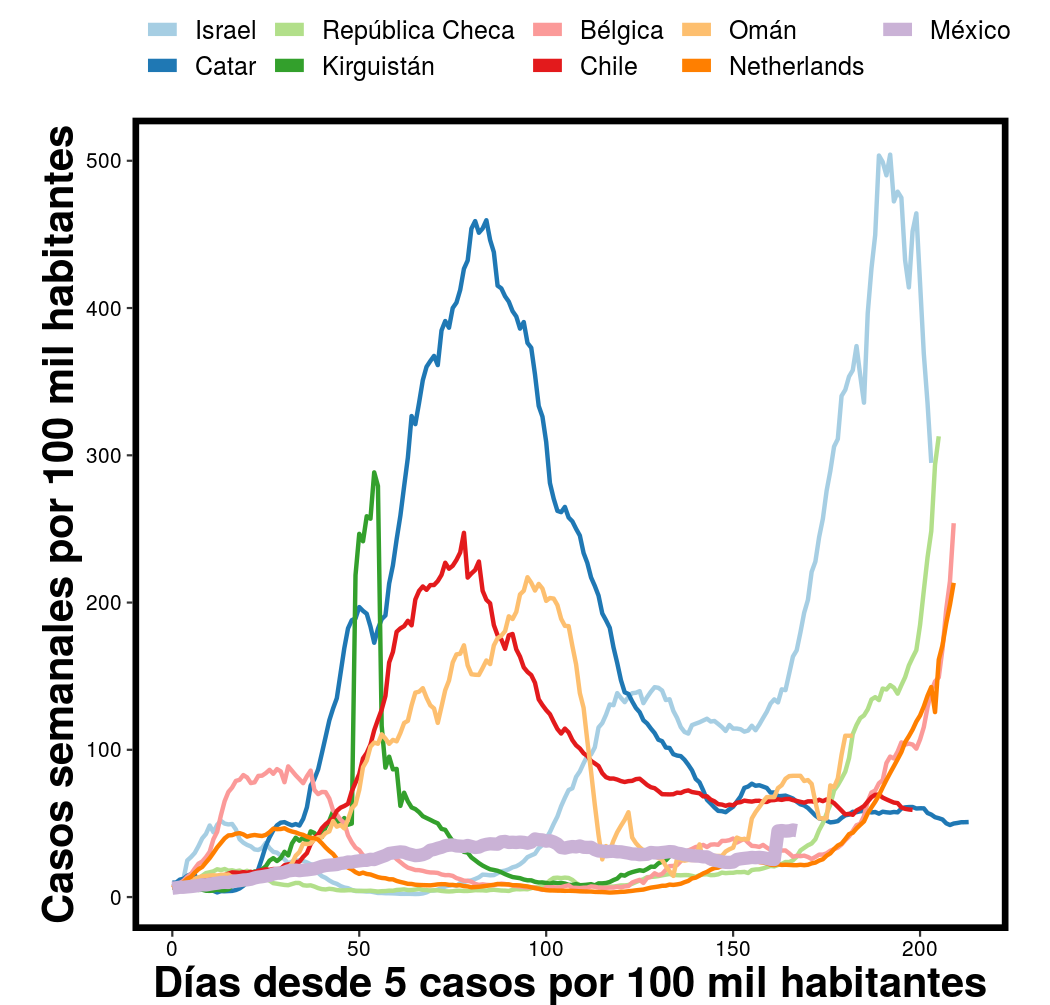 Israel República Checa Bélgica Omán México
Catar Kirguistán Chile Netherlands
Casos semanales por 100 mil habitantes
500
400
300
200
100
0
0 50 100 150 200
Días desde 5 casos por 100 mil habitantes